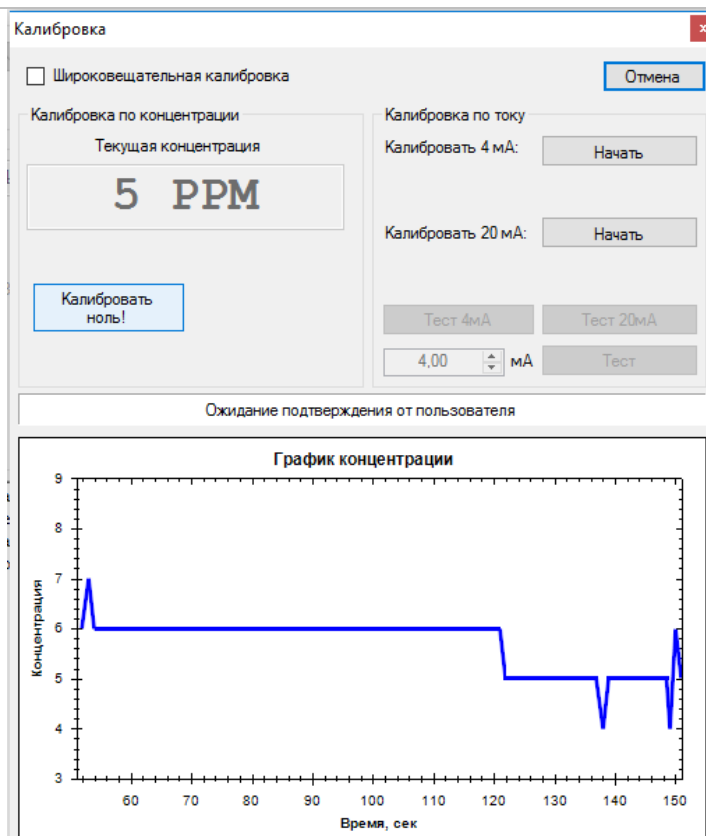 Калибровка
x
Широковещательная калибровка
Отмена
Калибровка по концентрации
Текущая концентрация
5 PPM
Калибровать
ноль!
Калибровка по току
Калибровать 4 мА:
Начать
Калибровать 20 мА:
Начать
Тест 4мА
Тест 20мА
4,00
мА
Тест
Ожидание подтверждения от пользователя
График концентрации
Концентрация
9
8
7
6
5
4
3
60 70 80 90 100 110 120 130 140 150
Время, сек